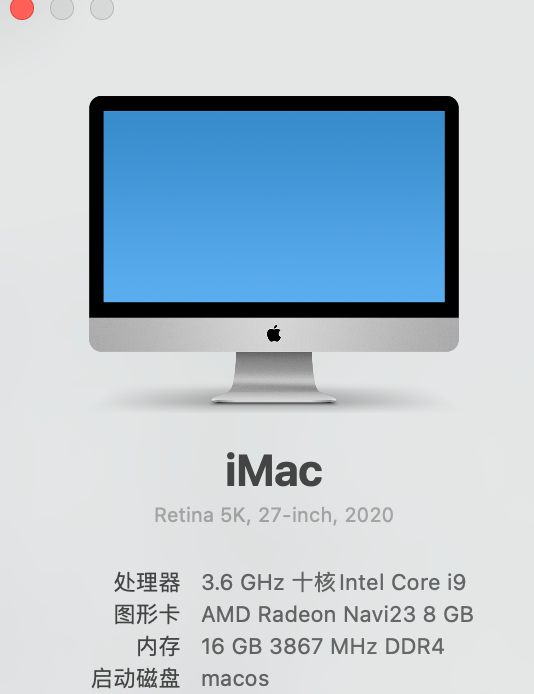 iMac
Retina 5K, 27-inch, 2020
处理器 3.6 GHz 十核Intel Core i9
图形卡 AMD Radeon Navi23 8 GB
内存 16 GB 3867 MHz DDR4
启动磁盘 macos